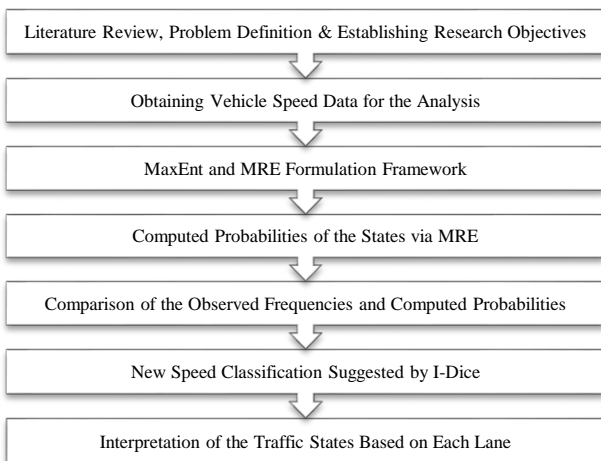 Literature Review, Problem Definition & Establishing Research Objectives
Obtaining Vehicle Speed Data for the Analysis
MaxEnt and MRE Formulation Framework
Computed Probabilities of the States via MRE
Comparison of the Observed Frequencies and Computed Probabilities
New Speed Classification Suggested by I-Dice
Interpretation of the Traffic States Based on Each Lane